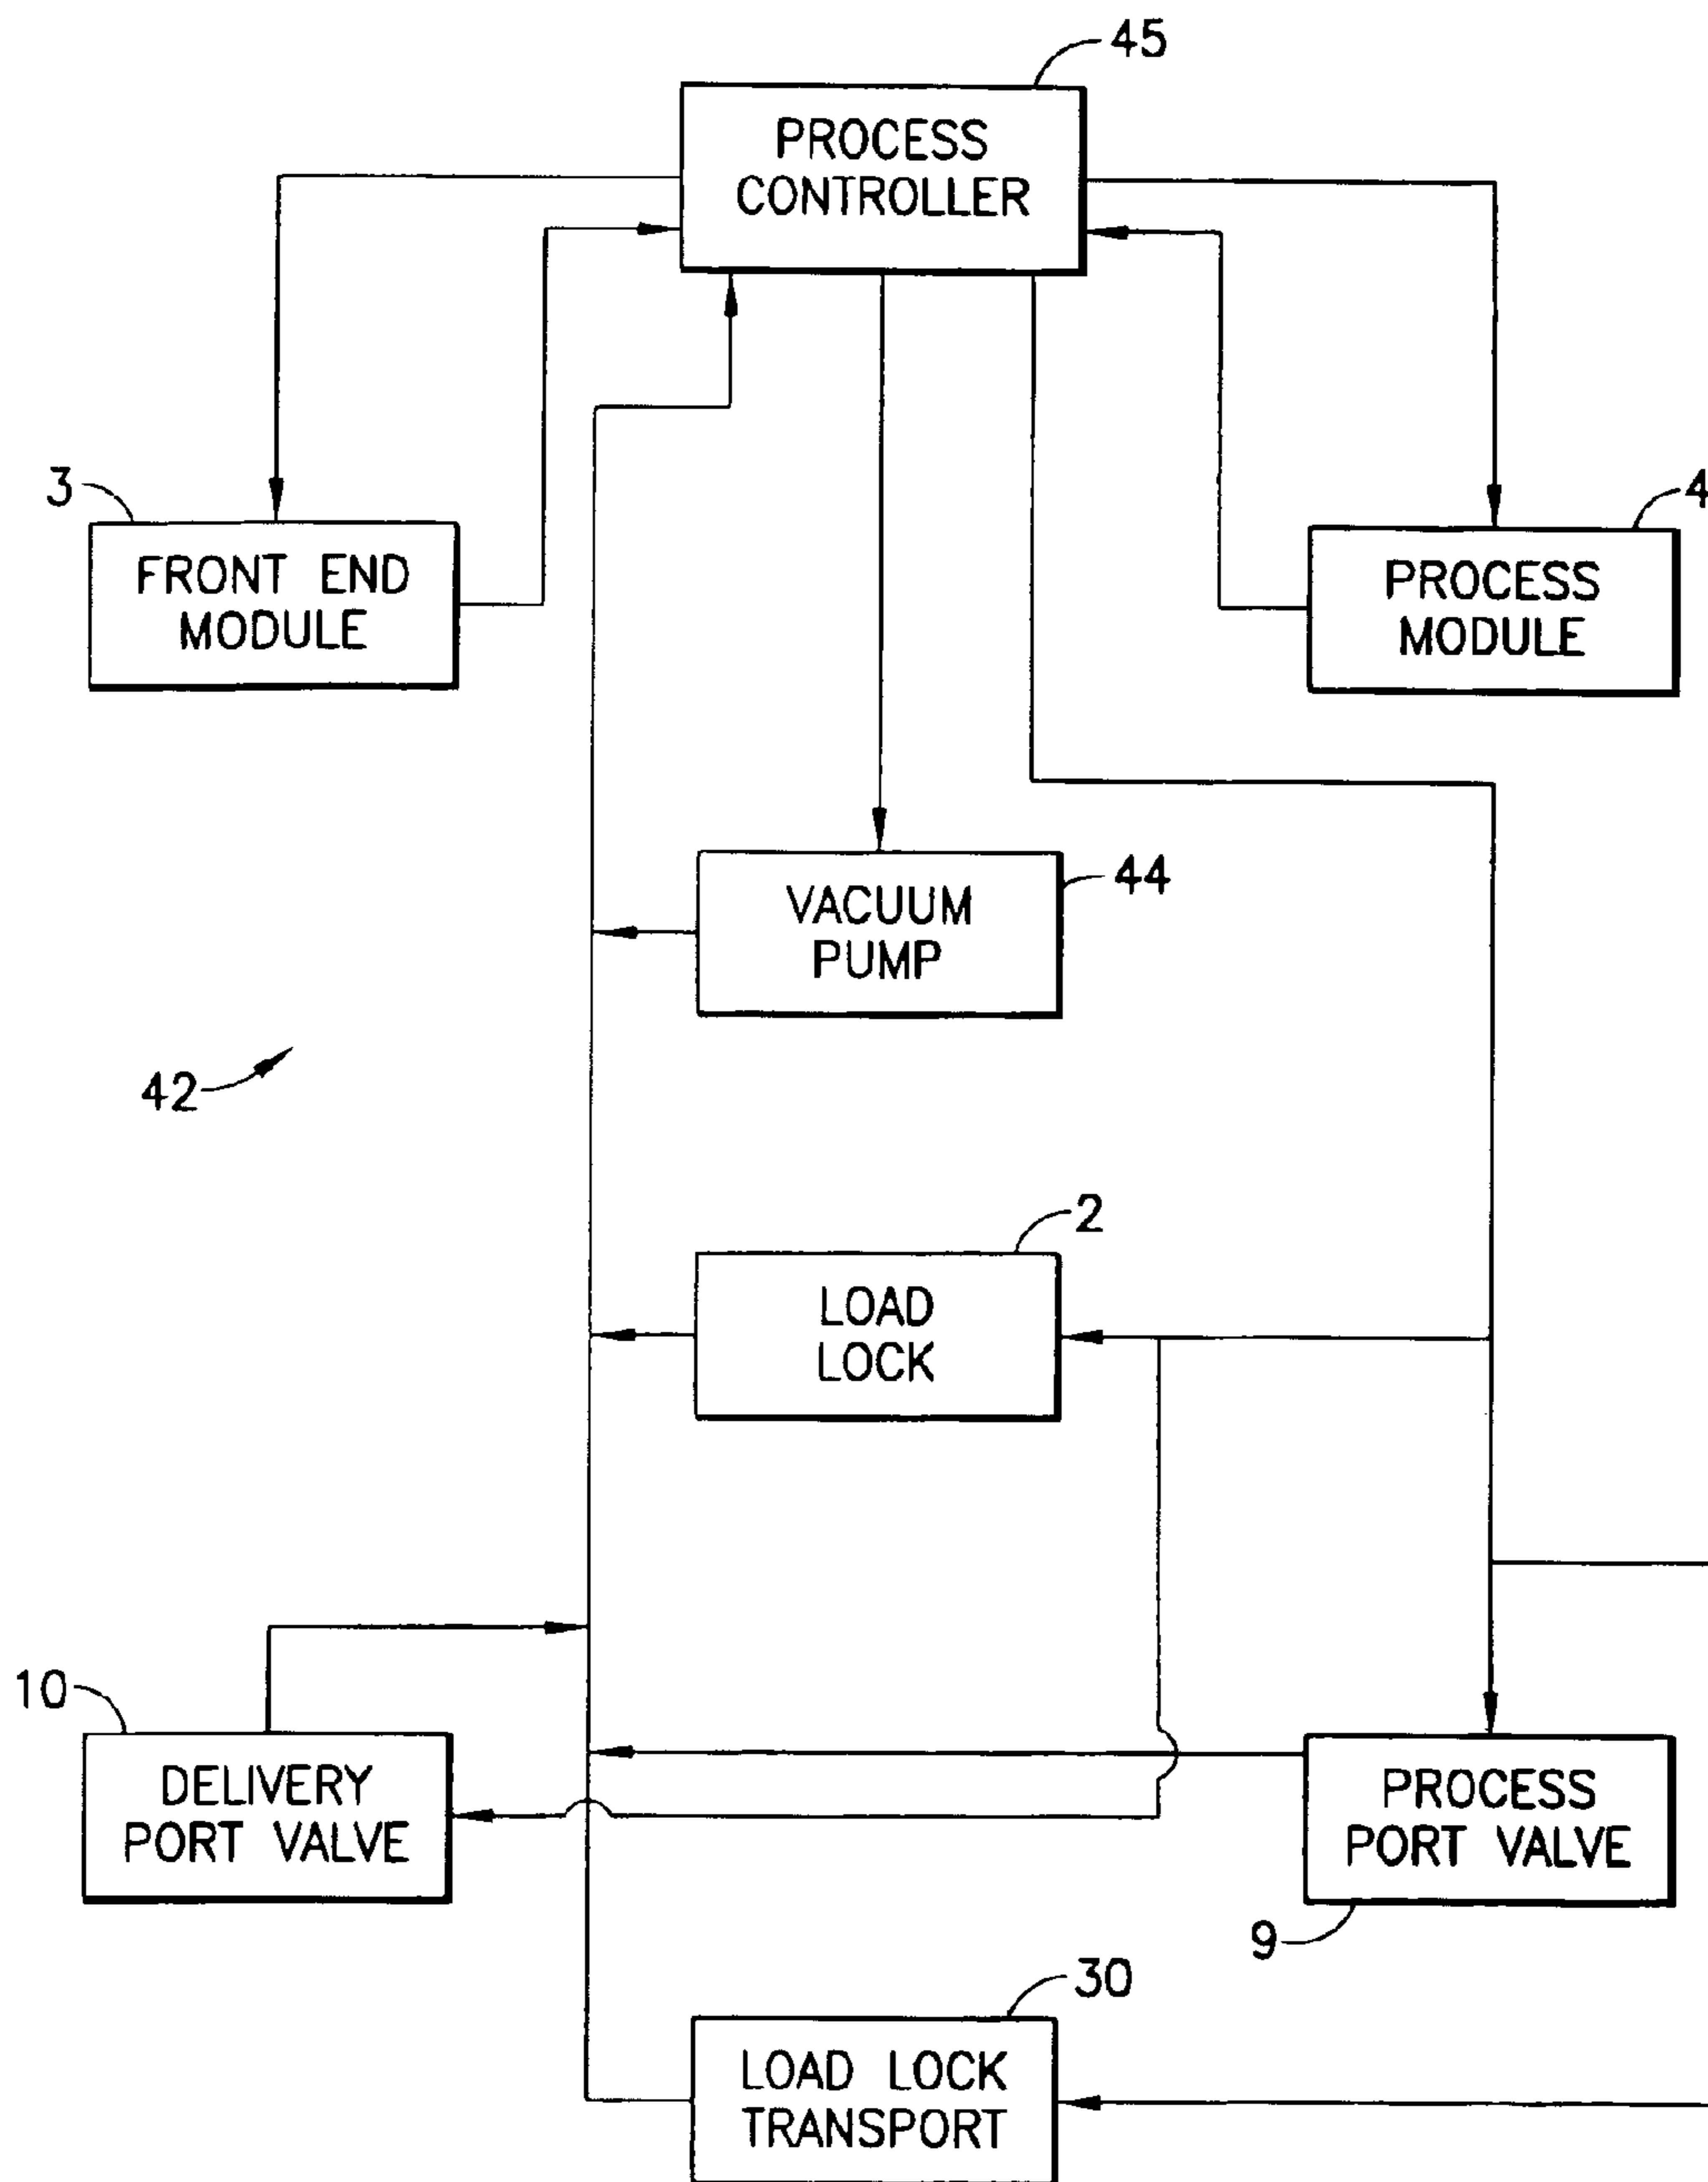 45
PROCESS
CONTROLLER
3
FRONT END
MODULE
4
PROCESS
MODULE
VACUUM
PUMP
44
42
2
LOAD
LOCK
10
DELIVERY
PORT VALVE
PROCESS
PORT VALVE
9
30
LOAD LOCK
TRANSPORT